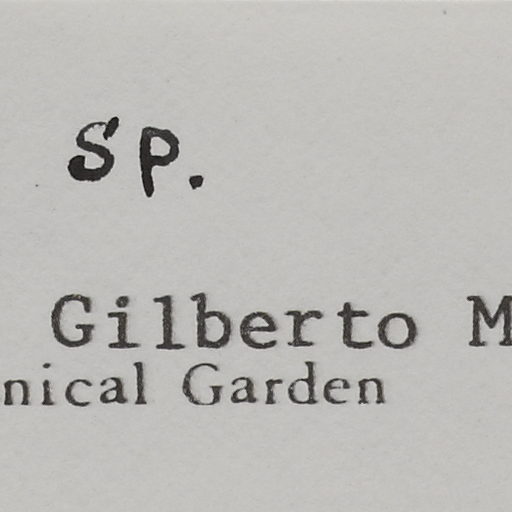 sp.
Gilberto M
nical Garden